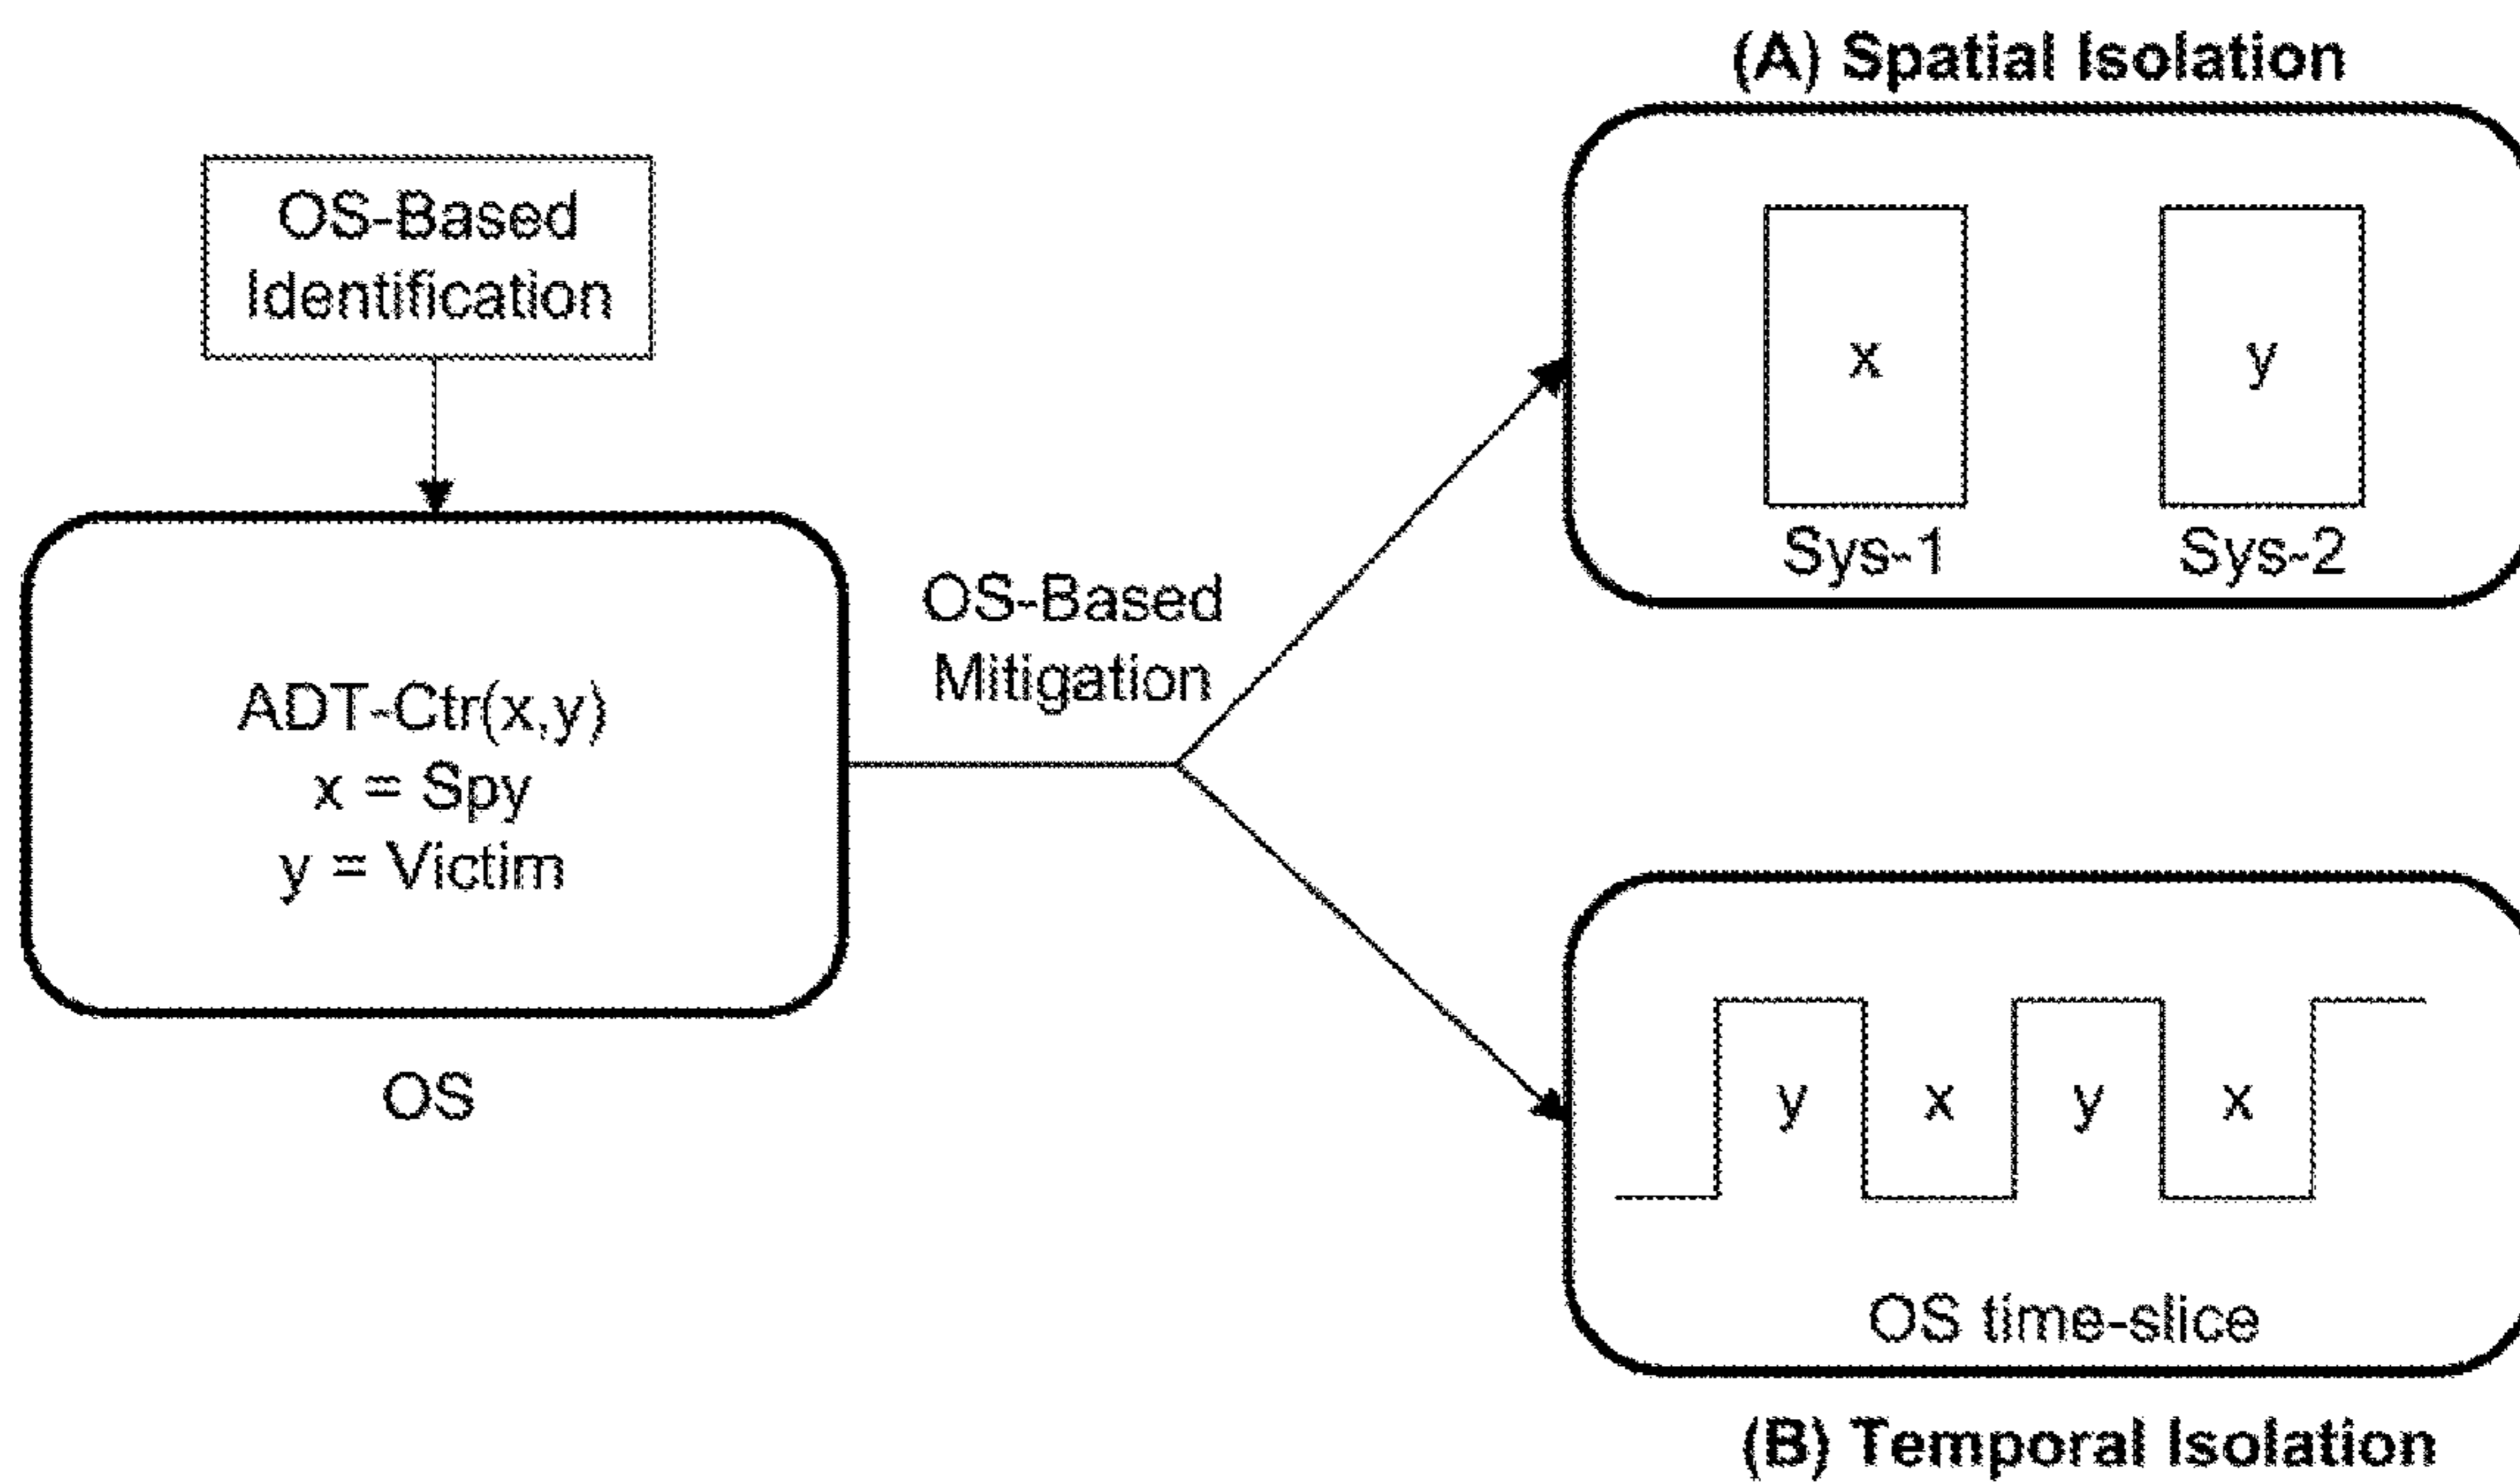 OS-Based
Identification
ADT-Ctr(x,y)
x = Spy
y = Victim
OS
OS-Based
Mitigation
(A) Spatial Isolation
x
y
Sys-1
Sys-2
y
x
y
x
OS time-slice
(B) Temporal Isolation